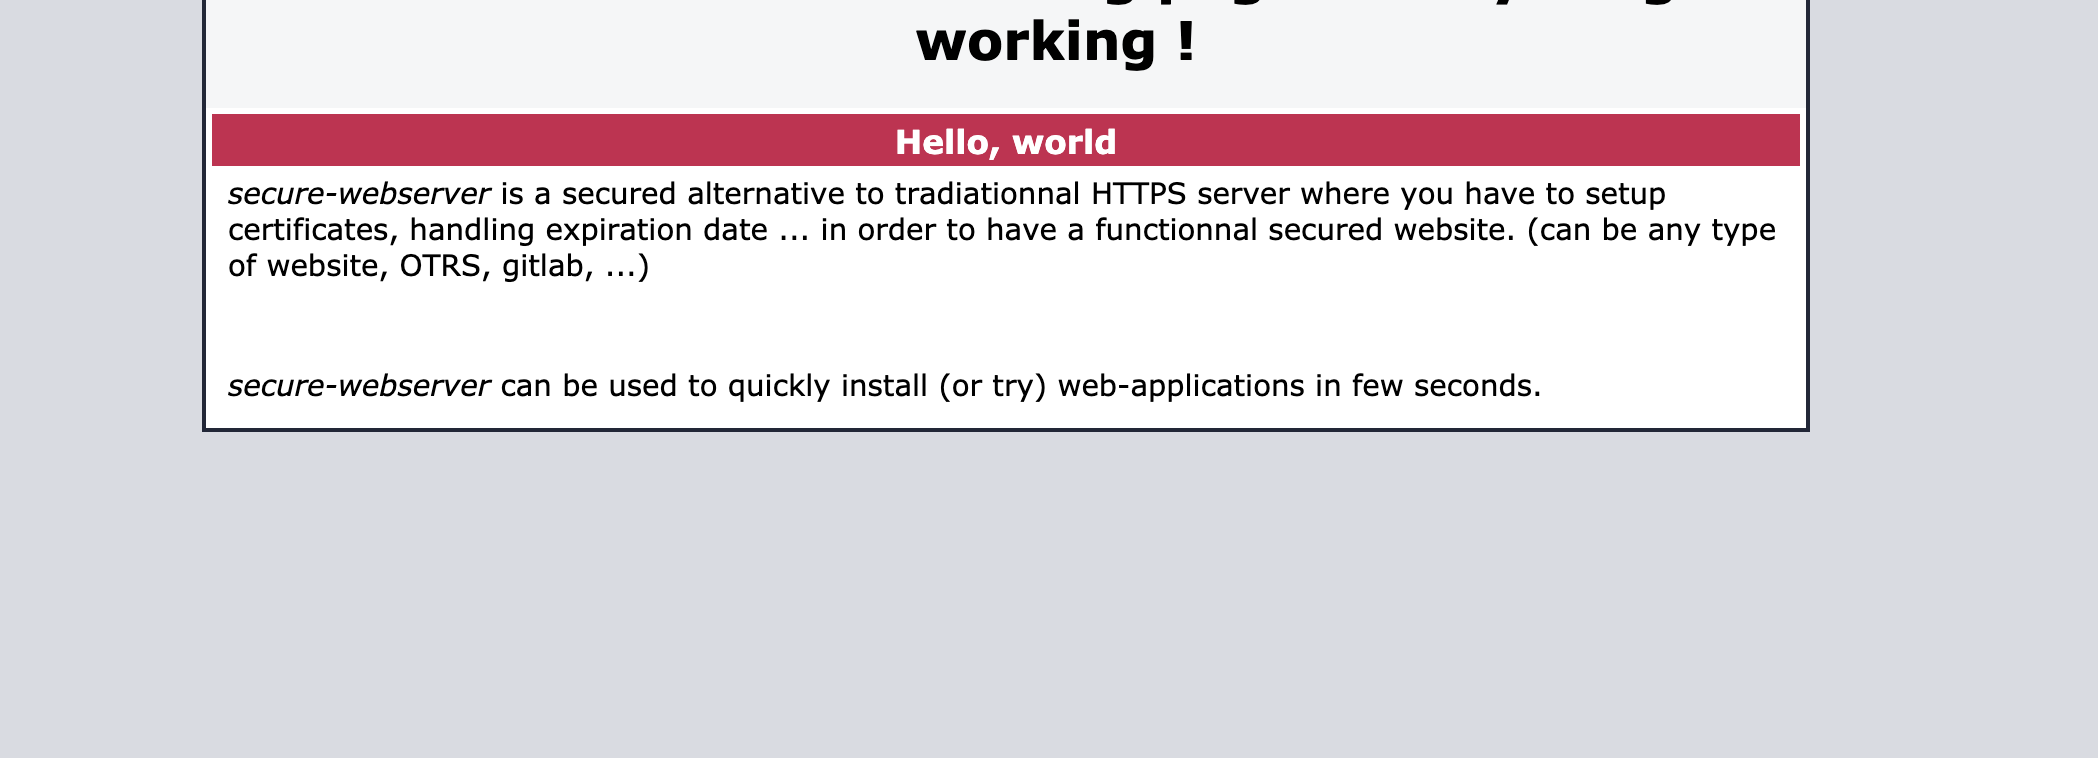 working !
Hello, world
secure-webserver is a secured alternative to tradiationnal HTTPS server where you have to setup
certificates, handling expiration date ... in order to have a functionnal secured website. (can be any type
of website, OTRS, gitlab, ...)
secure-webserver can be used to quickly install (or try) web-applications in few seconds.